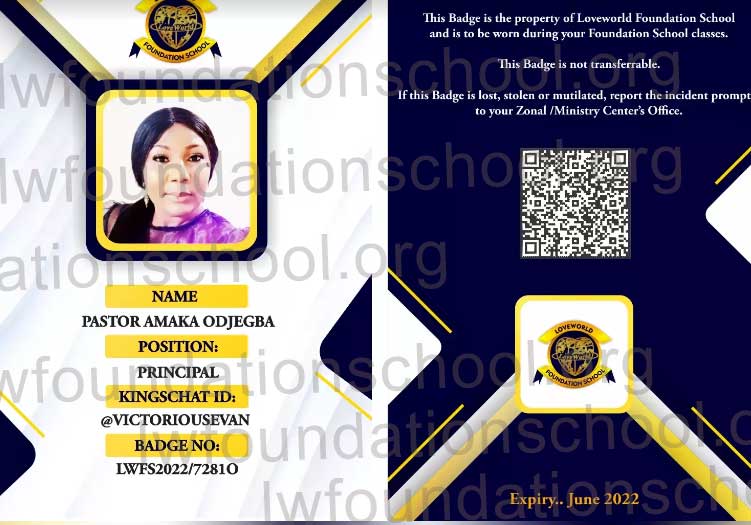 LoveWorld
FOUNDATION SCHOOL
NAME
PASTOR AMAKA ODJEGBA
POSITION:
PRINCIPAL
KINGSCHAT ID:
@VICTORIOUSEVAN
BADGE NO:
LWFS2022/7281O
This Badge is the property of Loveworld Foundation School
and is to be worn during your Foundation School classes.
This Badge is not transferrable.
If this Badge is lost, stolen or mutilated, report the incident prompt
to your Zonal /Ministry Center's Office.
LOVEWORLD
LoveWorld
FOUNDATION SCHOOL
Expiry.. June 2022
lwfoundationschool.org
lwfoundationschool.org
ationschool.org
wfoundationschool.org
lwfoundationschool.org
lwfoundationschool.org